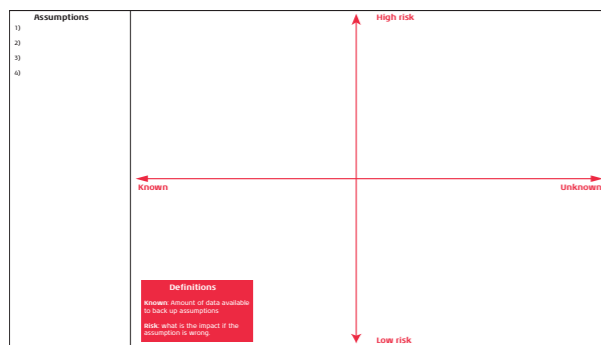 Assumptions
1)
2)
3)
4)
High risk
Known
Unknown
Definitions
Known: Amount of data available
to back up assumptions
Risk: what is the impact if the
assumption is wrong.
Low risk